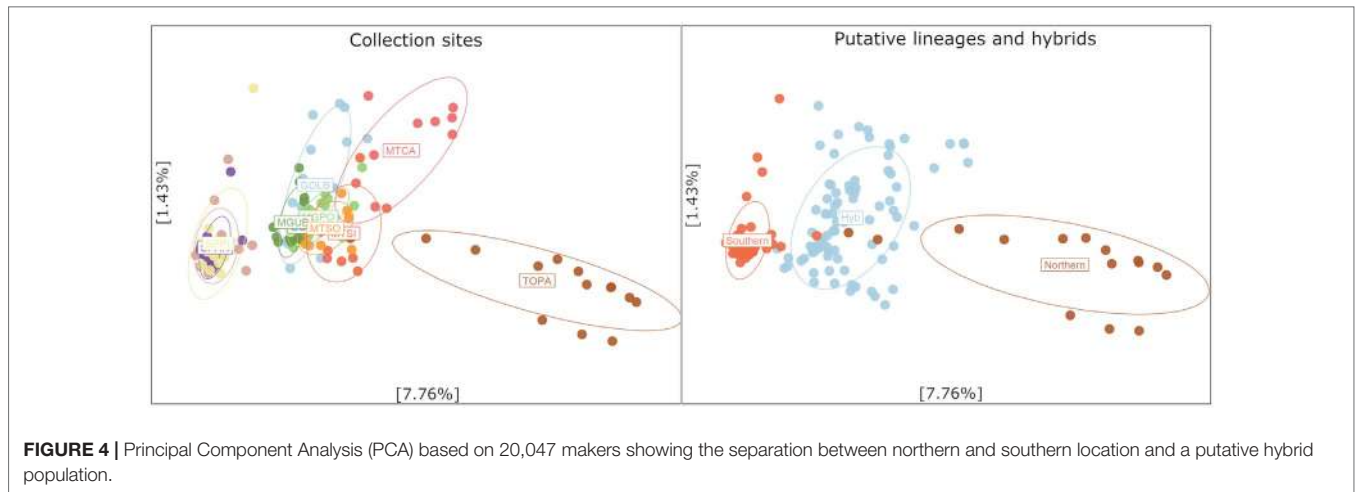 Collection sites
Putative lineages and hybrids
[1.43%]
MTCA
GOLB
MGUB
MTSO
TOPA
[7.76%]
[1.43%]
Southern
Hyb
Northern
[7.76%]
FIGURE 4 | Principal Component Analysis (PCA) based on 20,047 makers showing the separation between northern and southern location and a putative hybrid
population.